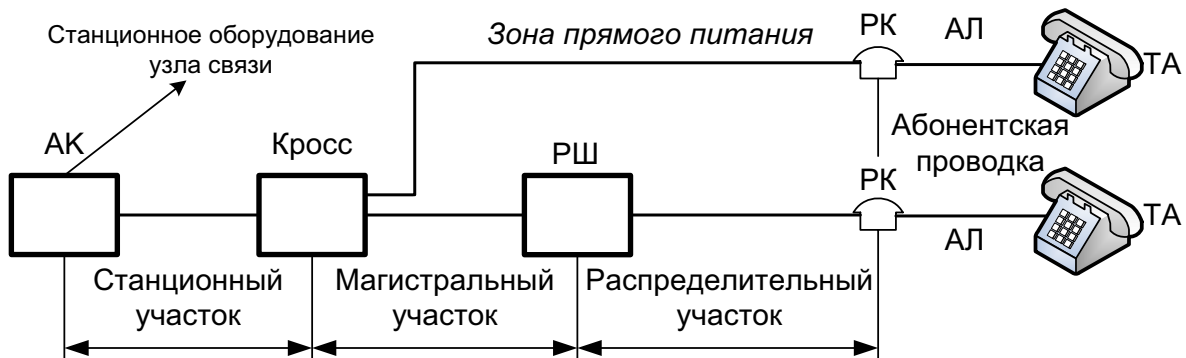 Станционное оборудование
узла связи
Зона прямого питания
РК
АЛ
ТА
АК
Кросс
РШ
Абонентская
проводка
РК
АЛ
ТА
Станционный
участок
Магистральный
участок
Распределительный
участок